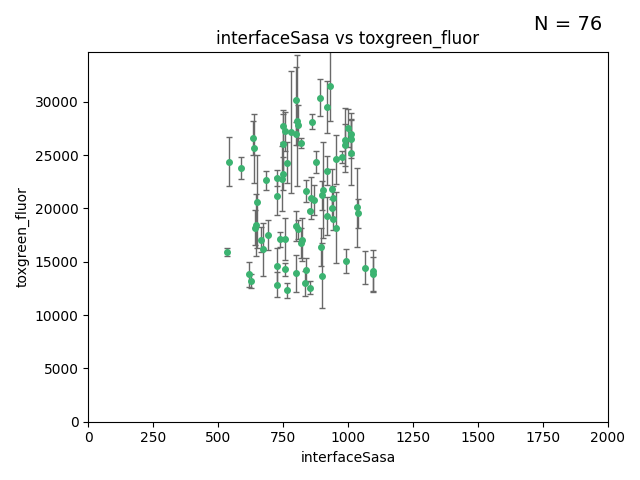 N = 76
interfaceSasa vs toxgreen_fluor
30000
25000
20000
15000
10000
5000
0
toxgreen_fluor
0 250 500 750 1000 1250 1500 1750 2000
interfaceSasa